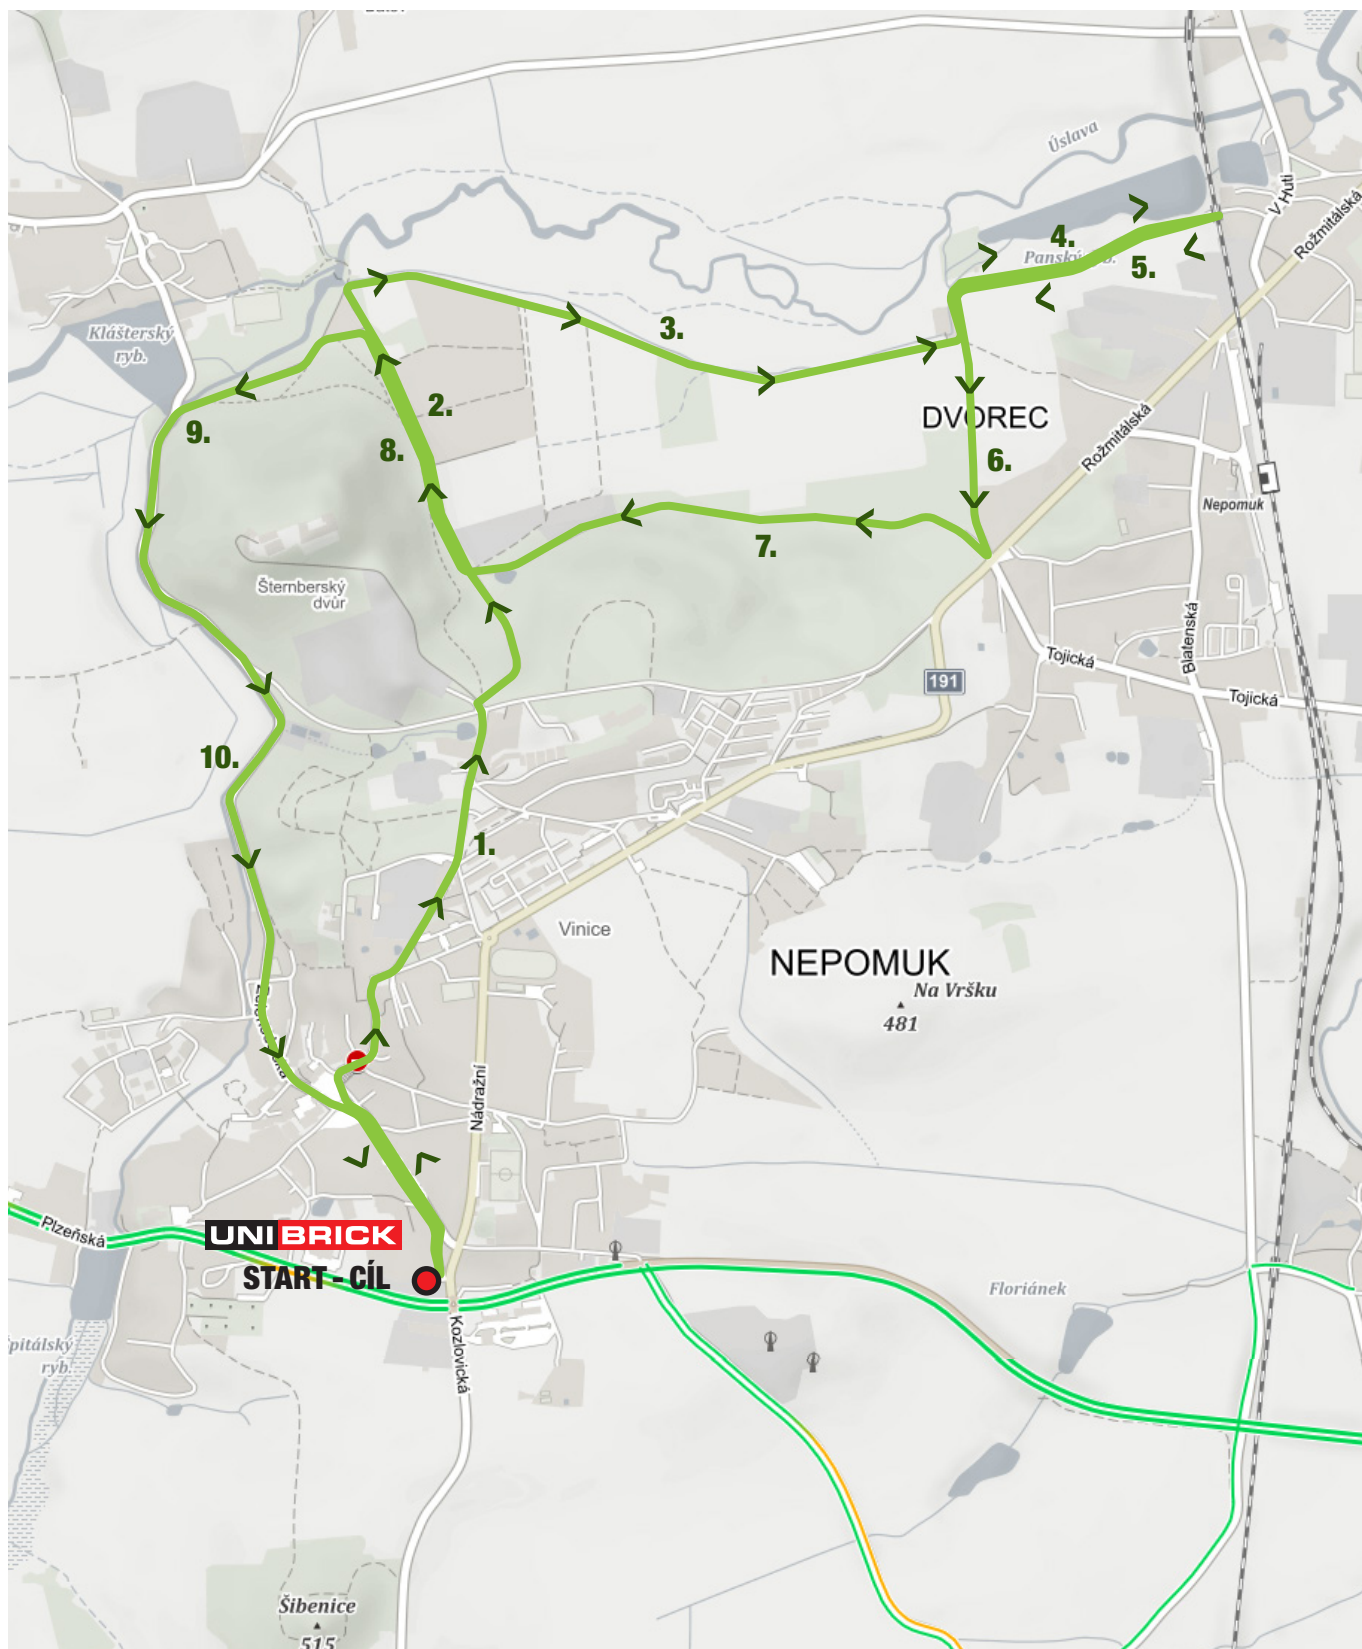 Úslava
V Hutí
Rožmitálská
4.
Panský
b.
5.
Klášterský
ryb.
3.
2.
DVOREC
9.
8.
Rožmitálská
6.
Nepomuk
7.
Šternberský
dvůr
Blatenská
Tojická
191
Tojická
10.
1.
Vinice
NEPOMUK
Na Vršku
481
Nádražní
Plzeňská
UNIBRICK
START - CÍL
Floriánek
Kozlovická
pitálský
ryb.
Šibenice
515